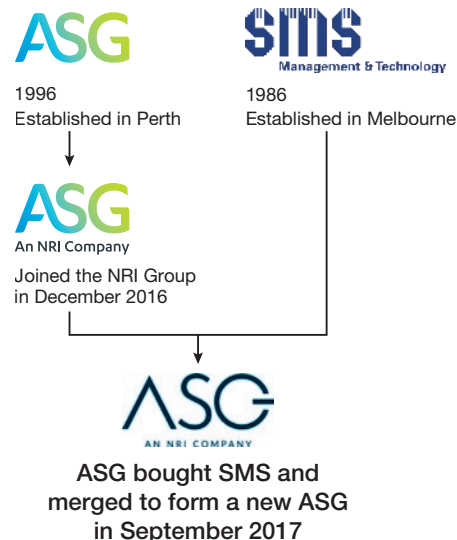 ASG
1996
Established in Perth
SMS
Management & Technology
1986
Established in Melbourne
ASG
An NRI Company
Joined the NRI Group
in December 2016
ASG
AN NRI COMPANY
ASG bought SMS and
merged to form a new ASG
in September 2017